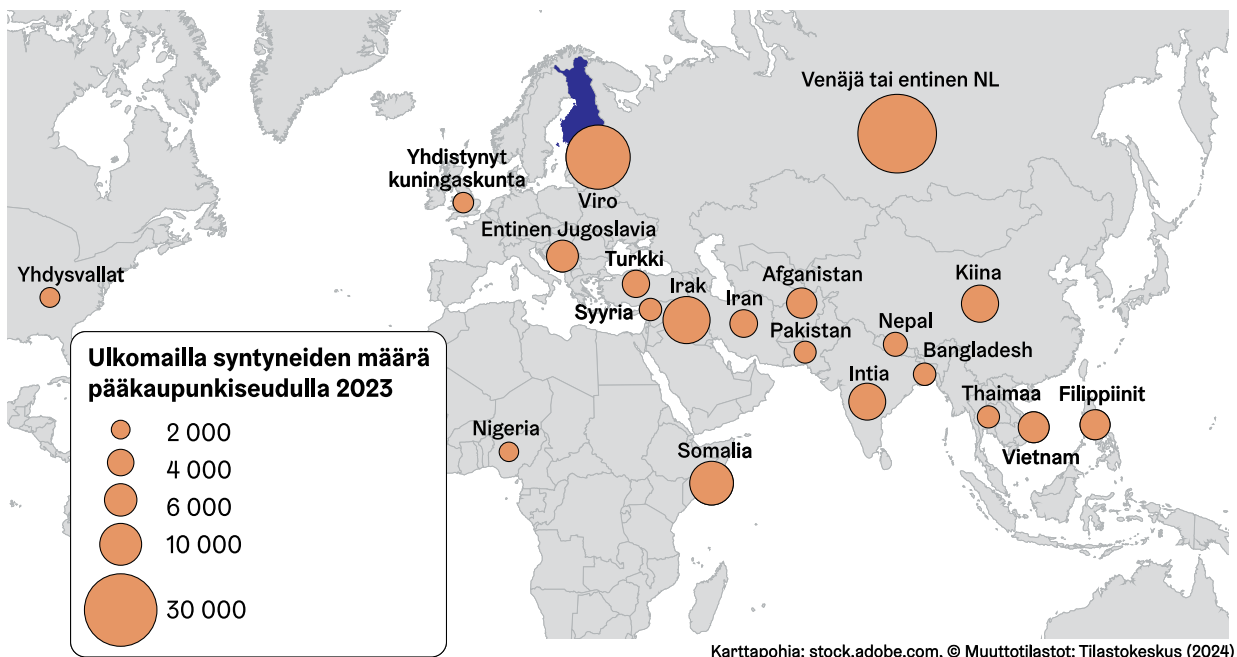 Venäjä tai entinen NL
Yhdistynyt
kuningaskunta
Viro
Entinen Jugoslavia
Yhdysvallat
Turkki
Irak
Iran
Afganistan
Kiina
Syyria
Pakistan
Nepal
Bangladesh
Intia
Thaimaa
Filippiinit
Vietnam
Nigeria
Somalia
Ulkomailla syntyneiden määrä
pääkaupunkiseudulla 2023
2 000
4 000
6 000
10 000
30 000
Karttapohja: stock.adobe.com, © Muuttotilastot: Tilastokeskus (2024)